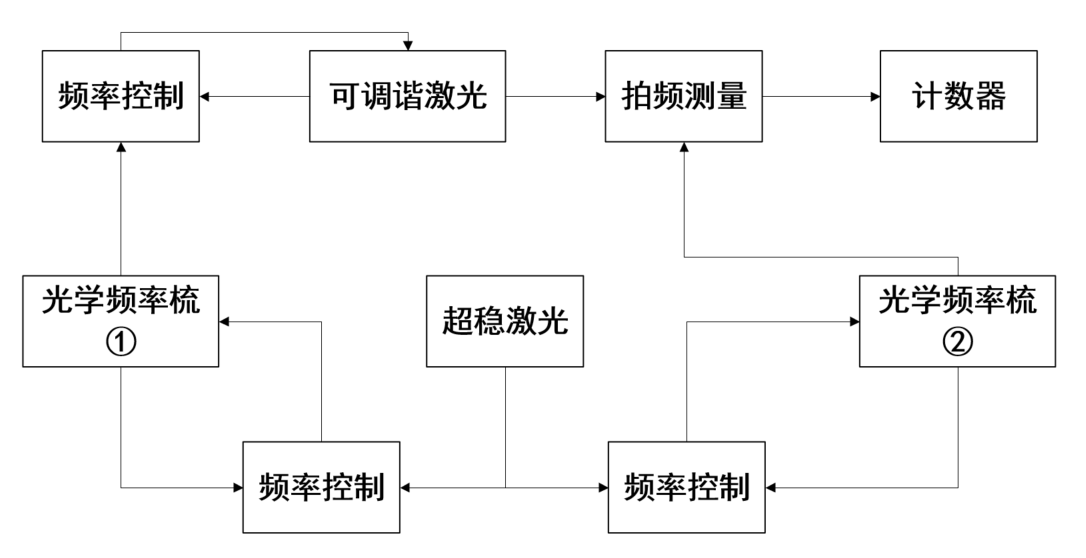 频率控制
可调谐激光
拍频测量
计数器
光学频率梳
①
超稳激光
光学频率梳
②
频率控制
频率控制